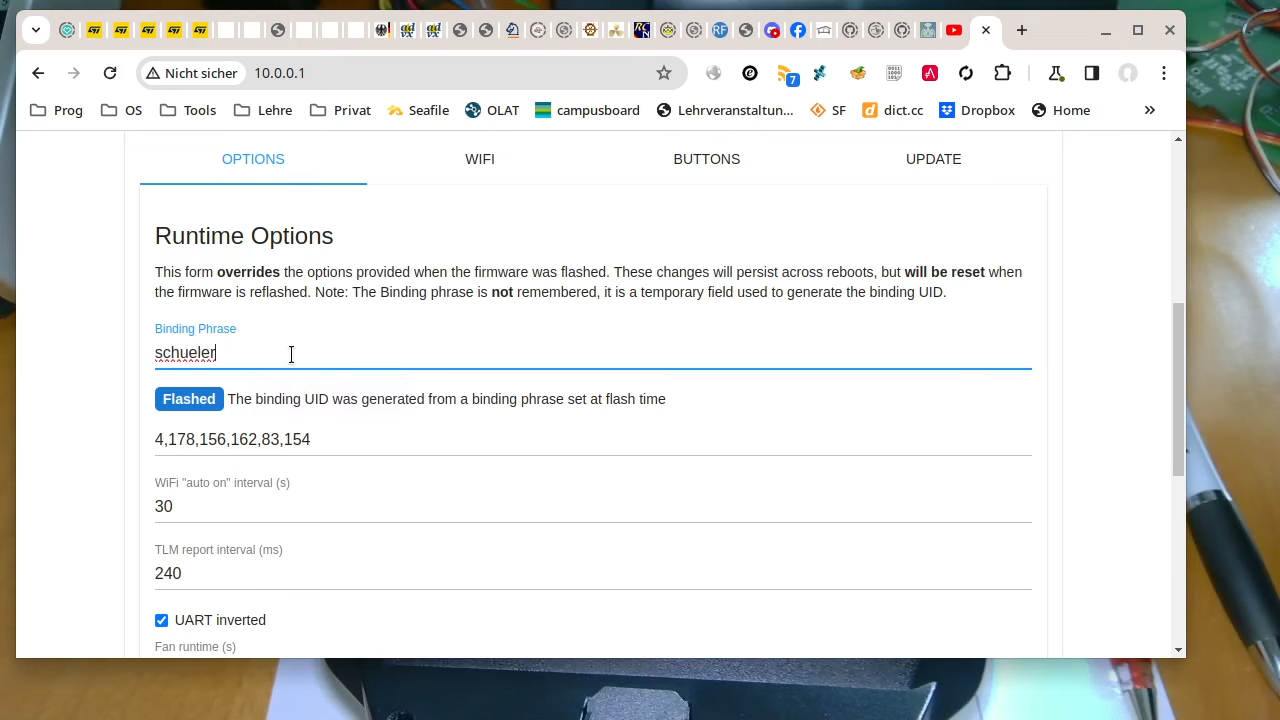 Nicht sicher 10.0.0.1 7
Prog OS Tools Lehre Privat Seafile OLAT campusboard Lehrveranstaltun... SF dict.cc Dropbox Home »
OPTIONS WIFI BUTTONS UPDATE
Runtime Options
This form overrides the options provided when the firmware was flashed. These changes will persist across reboots, but will be reset when
the firmware is reflashed. Note: The Binding phrase is not remembered, it is a temporary field used to generate the binding UID.
Binding Phrase
schueler
Flashed The binding UID was generated from a binding phrase set at flash time
4,178,156,162,83,154
WiFi "auto on" interval (s)
30
TLM report interval (ms)
240
UART inverted
Fan runtime (s)